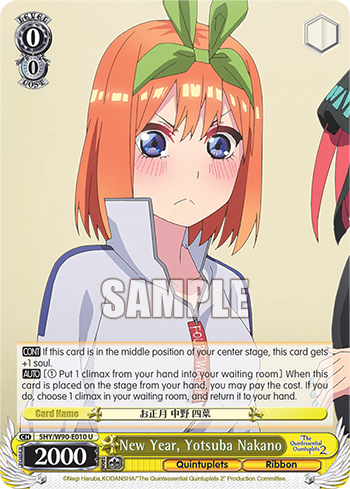 LEVEL
0
0
COST
SAMPLE
CONT If this card is in the middle position of your center stage, this card gets
+1 soul.
AUTO [① Put 1 climax from your hand into your waiting room] When this
card is placed on the stage from your hand, you may pay the cost. If you
do, choose 1 climax in your waiting room, and return it to your hand.
Card Name
お正月 中野 四葉
CH
5HY/W90-E010 U
New Year, Yotsuba Nakano
The Quintessential Quintuplets 2
2000
Quintuplets
Ribbon
©Negi Haruba,KODANSHA/"The Quintessential Quintuplets 2" Production Committee.